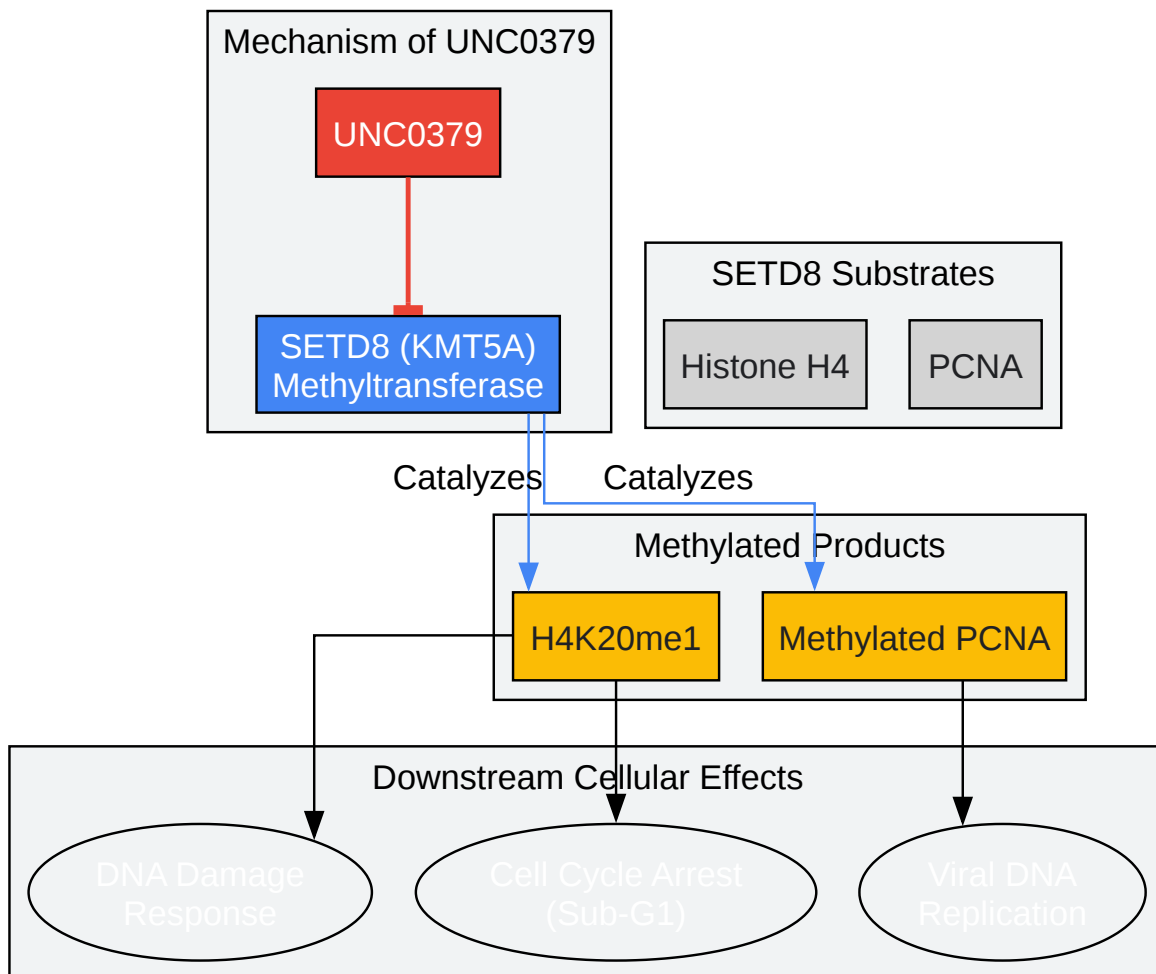 Mechanism of UNC0379
UNC0379
SETD8 (KMT5A)
Methyltransferase
SETD8 Substrates
Histone H4
PCNA
Catalyzes
Catalyzes
Methylated Products
H4K20me1
Methylated PCNA
Downstream Cellular Effects
DNA Damage
Response
Cell Cycle Arrest
(Sub-G1)
Viral DNA
Replication